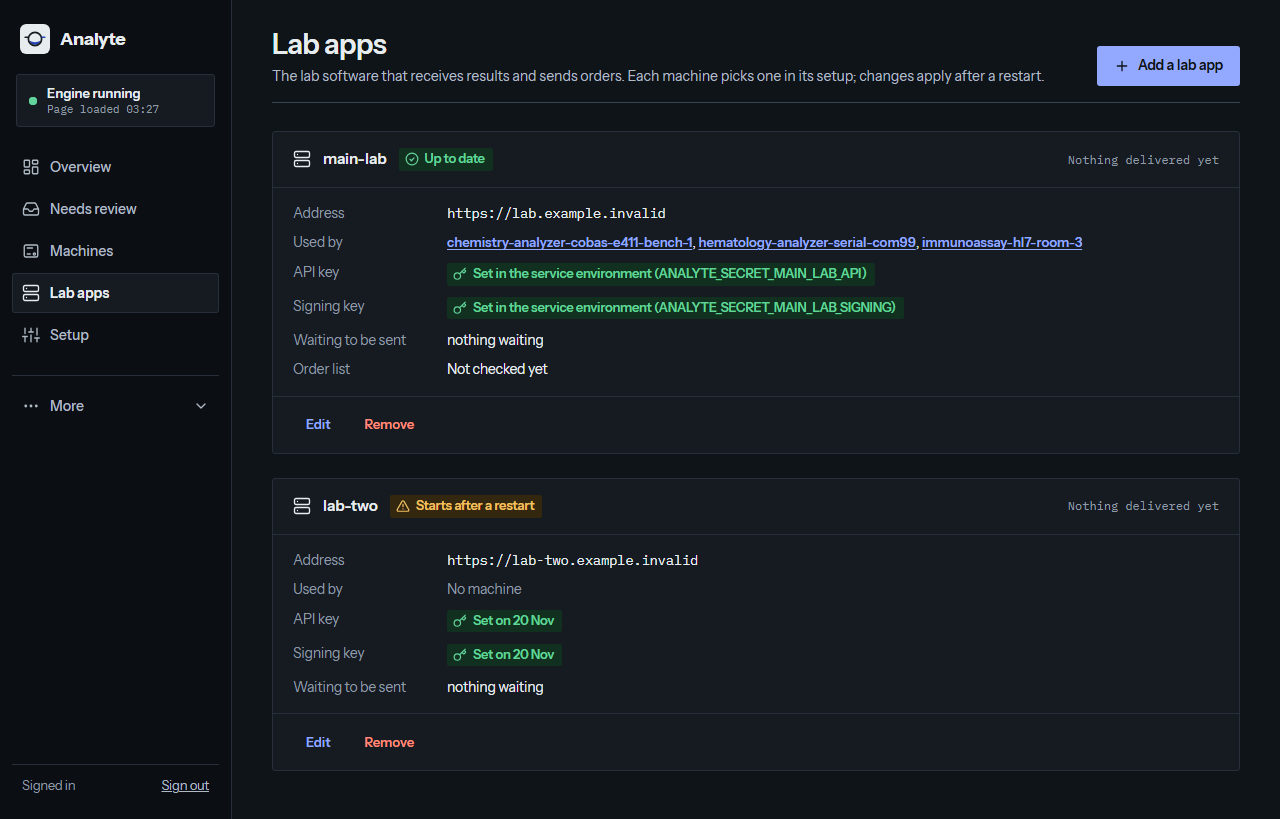 Analyte
Engine running
Page loaded 03:27
Overview
Needs review
Machines
Lab apps
Setup
More
Signed in
Sign out
Lab apps
The lab software that receives results and sends orders. Each machine picks one in its setup; changes apply after a restart.
Add a lab app
main-lab
Up to date
Nothing delivered yet
Address https://lab.example.invalid
Used by chemistry-analyzer-cobas-e411-bench-1, hematology-analyzer-serial-com99, immunoassay-hl7-room-3
API key Set in the service environment (ANALYTE_SECRET_MAIN_LAB_API)
Signing key Set in the service environment (ANALYTE_SECRET_MAIN_LAB_SIGNING)
Waiting to be sent nothing waiting
Order list Not checked yet
Edit Remove
lab-two
Starts after a restart
Nothing delivered yet
Address https://lab-two.example.invalid
Used by No machine
API key Set on 20 Nov
Signing key Set on 20 Nov
Waiting to be sent nothing waiting
Edit Remove